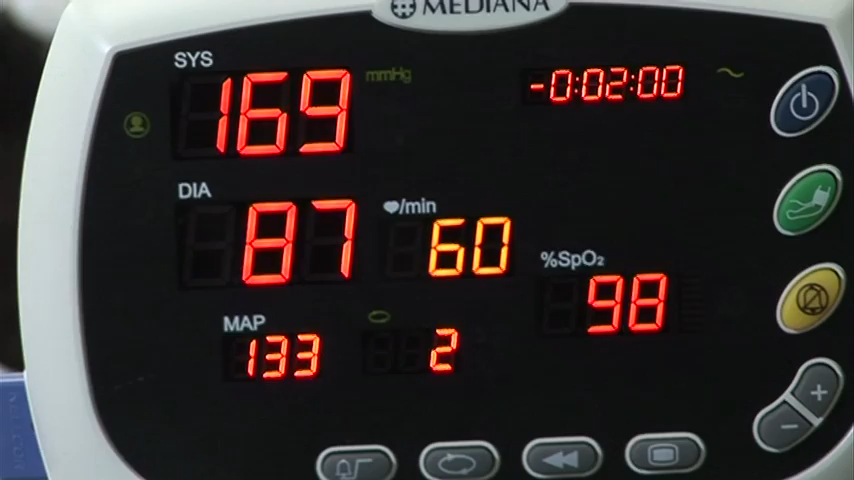 MEDIANA
SYS
169 mmHg
-0:02:00
DIA
87
/min
60
%SpO₂
98
MAP
133
2
+
-